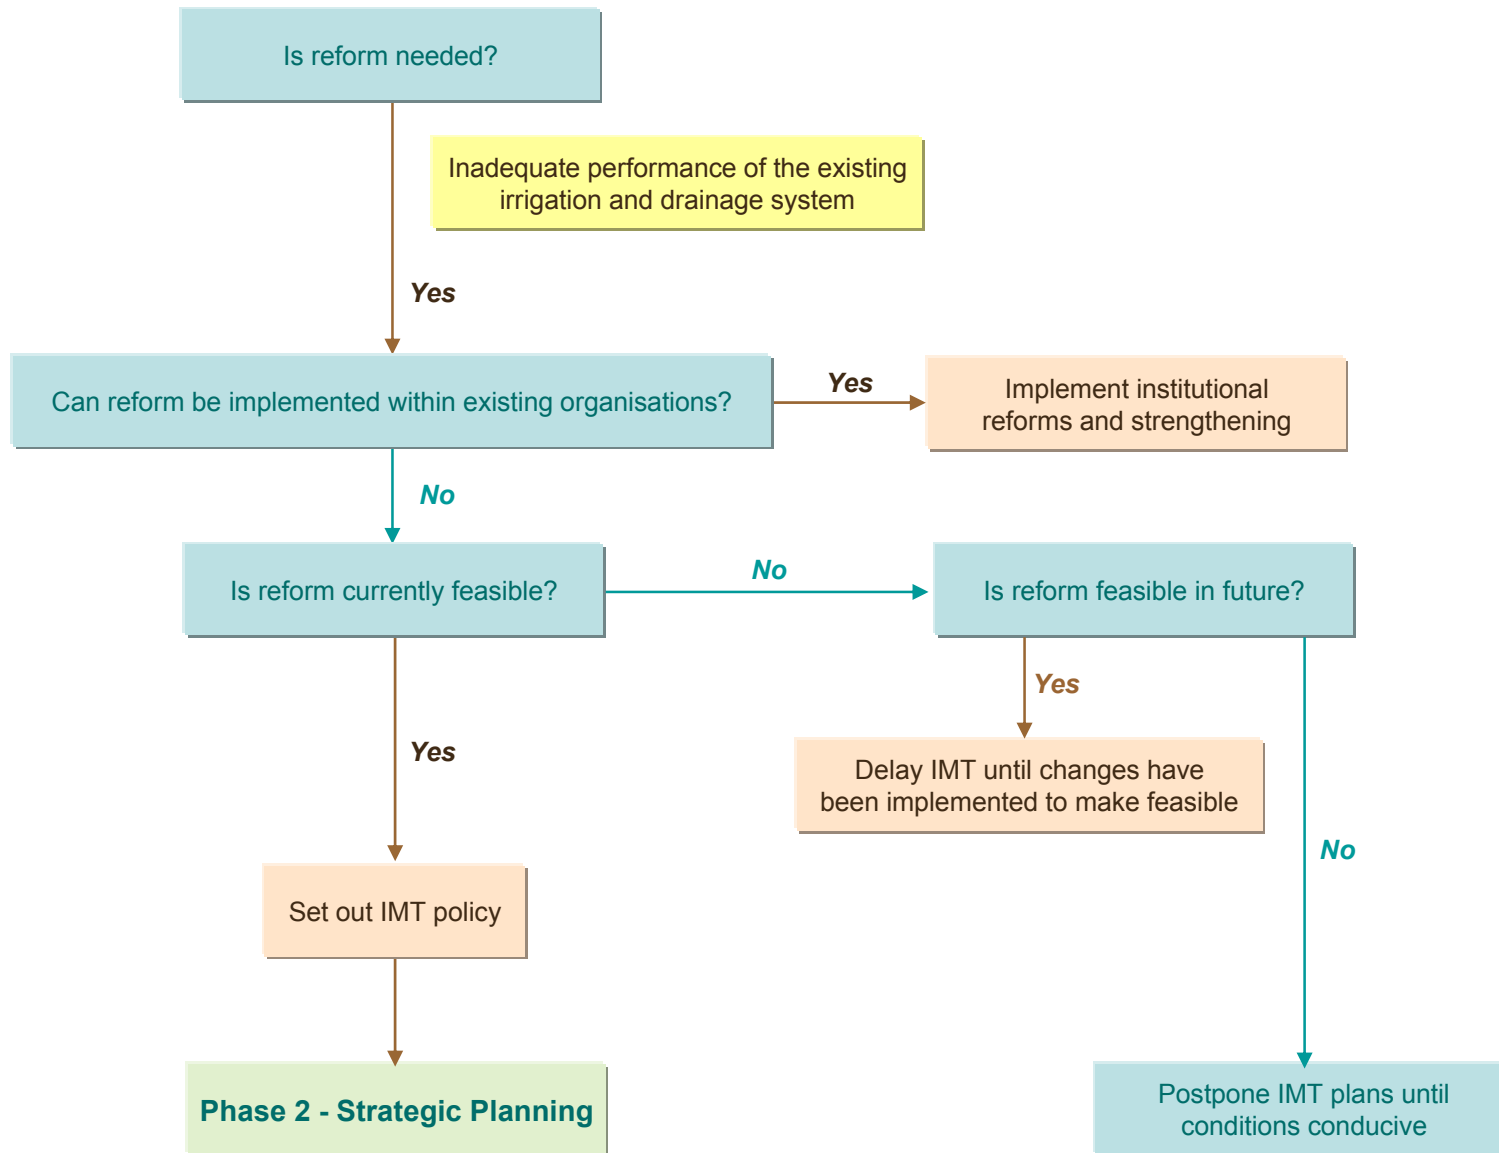 Is reform needed?
Inadequate performance of the existing
irrigation and drainage system
Yes
Can reform be implemented within existing organisations?
Yes
Implement institutional
reforms and strengthening
No
Is reform currently feasible?
No
Is reform feasible in future?
Yes
Yes
Delay IMT until changes have
been implemented to make feasible
No
Set out IMT policy
Phase 2 - Strategic Planning
Postpone IMT plans until
conditions conducive